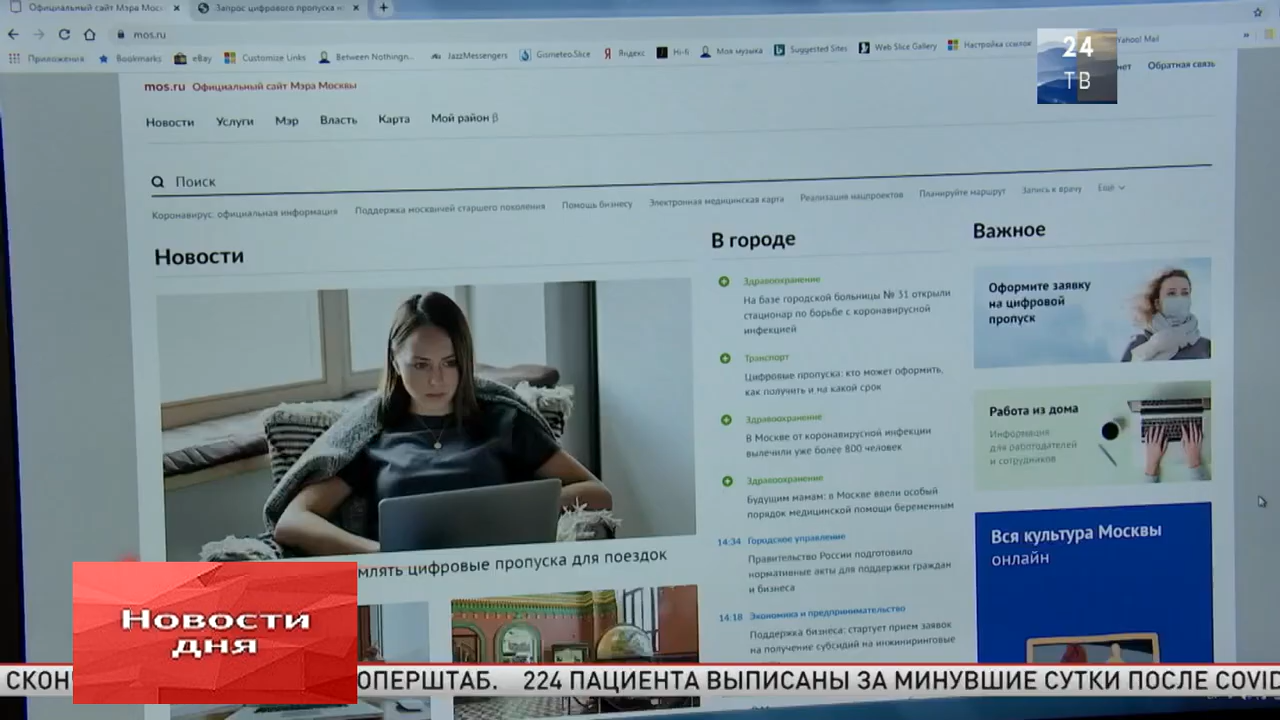 Официальный сайт Мэра Мос
Запрос цифрового пропуска н
mos.ru
Приложения
Bookmarks
eBay
Customize Links
Between Nothingn...
JazzMessengers
Gismeteo.Slice
Яндекс
Hi-fi
Моя музыка
Suggested Sites
Web Slice Gallery
Настройка ссылок
Yahoo! Mail
24
ТВ
нет
Обратная связь
mos.ru Официальный сайт Мэра Москвы
Новости
Услуги
Мэр
Власть
Карта
Мой район β
Поиск
Коронавирус: официальная информация
Поддержка москвичей старшего поколения
Помощь бизнесу
Электронная медицинская карта
Реализация нацпроектов
Планируйте маршрут
Запись к врачу
Ещё
Новости
млять цифровые пропуска для поездок
В городе
Здравоохранение
На базе городской больницы № 31 открыли
стационар по борьбе с коронавирусной
инфекцией
Транспорт
Цифровые пропуска: кто может оформить,
как получить и на какой срок
Здравоохранение
В Москве от коронавирусной инфекции
вылечили уже более 800 человек
Здравоохранение
Будущим мамам: в Москве ввели особый
порядок медицинской помощи беременным
14:34 Городское управление
Правительство России подготовило
нормативные акты для поддержки граждан
и бизнеса
14:18 Экономика и предпринимательство
Поддержка бизнеса: стартует прием заявок
на получение субсидий на инжиниринговые
Важное
Оформите заявку
на цифровой
пропуск
Работа из дома
Информация
для работодателей
и сотрудников
Вся культура Москвы
онлайн
Новости
дня
СКОН
ОПЕРШТАБ. 224 ПАЦИЕНТА ВЫПИСАНЫ ЗА МИНУВШИЕ СУТКИ ПОСЛЕ COVID